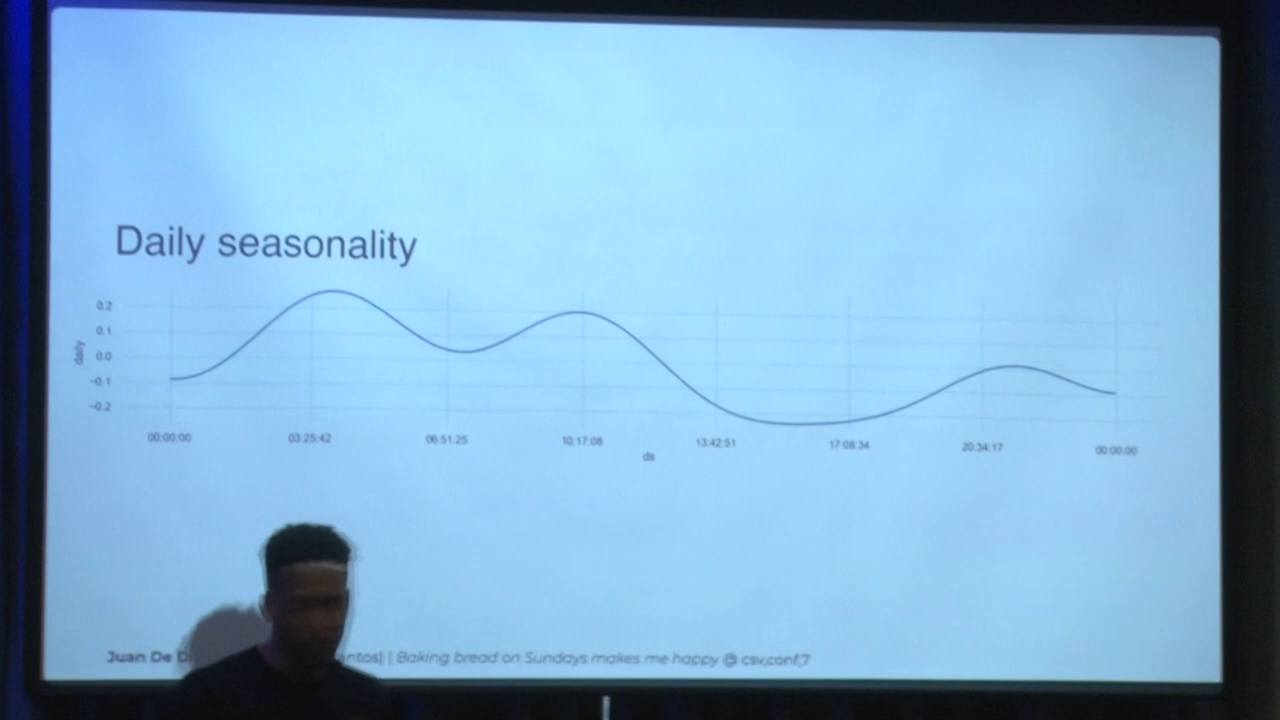 Daily seasonality
0.2
0.1
0.0
-0.1
-0.2
daily
00:00:00 03:25:42 06:51:25 10:17:08 13:42:51 17:08:34 20:34:17 00:00:00
ds
Juan De antos) | Baking bread on Sundays makes me happy @ csv,conf,7